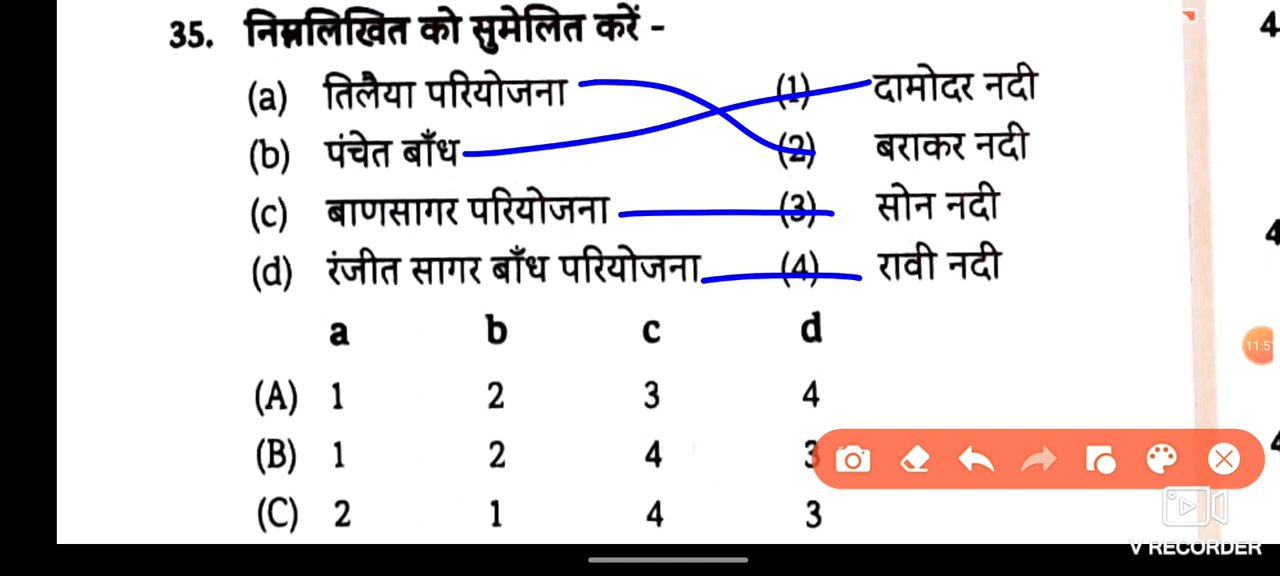 35. निम्नलिखित को सुमेलित करें - 4
(a) तिलैया परियोजना (1) दामोदर नदी
(b) पंचेत बाँध (2) बराकर नदी
(c) बाणसागर परियोजना (3) सोन नदी
(d) रंजीत सागर बाँध परियोजना (4) रावी नदी
a b c d
(A) 1 2 3 4
(B) 1 2 4 3
(C) 2 1 4 3
V RECORDER